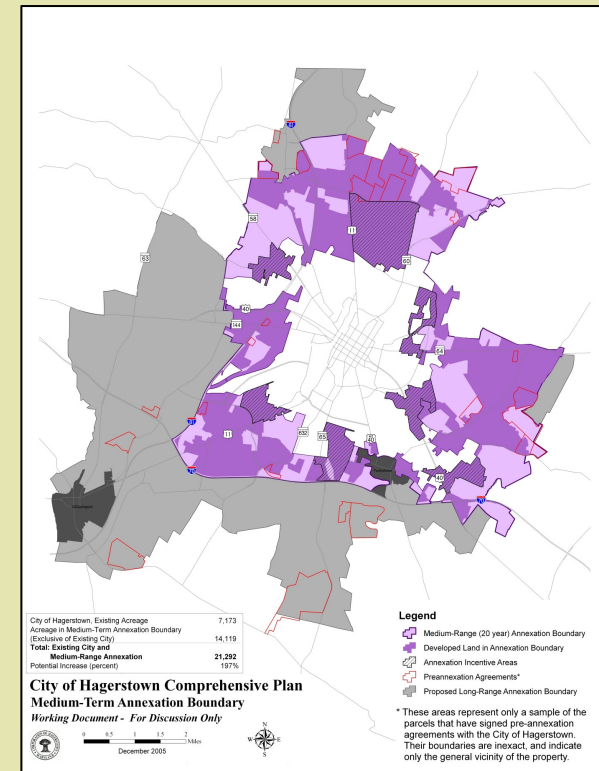 81
58
11
60
63
40
144
64
81
11
632
65
40
Funkstown
40
70
70
Williamsport
City of Hagerstown, Existing Acreage 7,173
Acreage in Medium-Term Annexation Boundary
(Exclusive of Existing City) 14,119
Total: Existing City and
Medium-Range Annexation 21,292
Potential Increase (percent) 197%
City of Hagerstown Comprehensive Plan
Medium-Term Annexation Boundary
Working Document - For Discussion Only
0 0.5 1 1.5 2
Miles
December 2005
N
W E
S
Legend
Medium-Range (20 year) Annexation Boundary
Developed Land in Annexation Boundary
Annexation Incentive Areas
Preannexation Agreements*
Proposed Long-Range Annexation Boundary
* These areas represent only a sample of the
parcels that have signed pre-annexation
agreements with the City of Hagerstown.
Their boundaries are inexact, and indicate
only the general vicinity of the property.